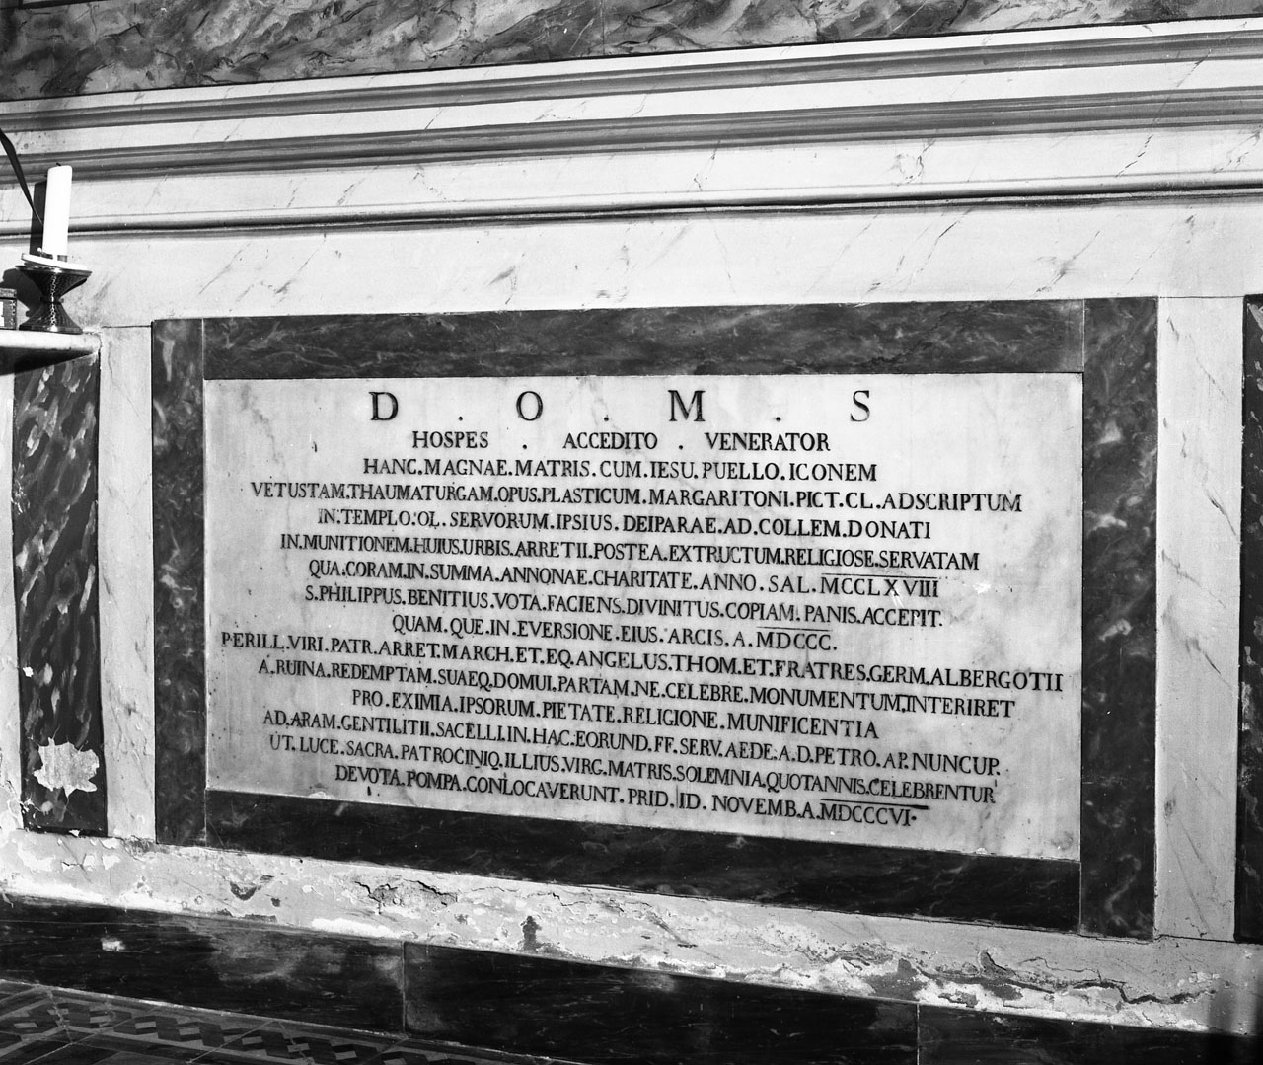 D . O . M . S
HOSPES . ACCEDITO . VENERATOR
HANC.MAGNAE.MATRIS.CUM.IESU.PUELLO.ICONEM
VETUSTAM.THAUMATURGAM.OPUS.PLASTICUM.MARGARITON.PICT.CL.ADSCRIPTUM
IN.TEMPLO.OL.SERVORUM.IPSIUS.DEIPARAE.AD.COLLEM.DONATI
IN.MUNITIONEM.HUIUS.URBIS.ARRETII.POSTEA.EXTRUCTUM.RELIGIOSE.SERVATAM
QUA.CORAM.IN.SUMMA.ANNONAE.CHARITATE.ANNO.SAL.MCCLXVIII
S.PHILIPPUS.BENITIUS.VOTA.FACIENS.DIVINITUS.COPIAM.PANIS.ACCEPIT
QUAM.QUE.IN.EVERSIONE.EIUS.ARCIS.A.MDCCC.
PERILL.VIRI.PATR.ARRET.MARCH.ET.EQ.ANGELUS.THOM.ET.FRATRES.GERM.ALBERGOTII
A.RUINA.REDEMPTAM.SUAEQ.DOMUI.PARTAM.N.CELEBRE.MONUMENTUM.INTERIRET
PRO.EXIMIA.IPSORUM.PIETATE.RELIGIONE.MUNIFICENTIA
AD.ARAM.GENTILITII.SACELLI.IN.HAC.EORUND.FF.SERV.AEDE.A.D.PETRO.AP.NUNCUP.
UT.LUCE.SACRA.PATROCINIQ.ILLIUS.VIRG.MATRIS.SOLEMNIA.QUOTANNIS.CELEBRENTUR
DEVOTA.POMPA.CONLOCAVERUNT.PRID.ID.NOVEMB.A.MDCCCVI.